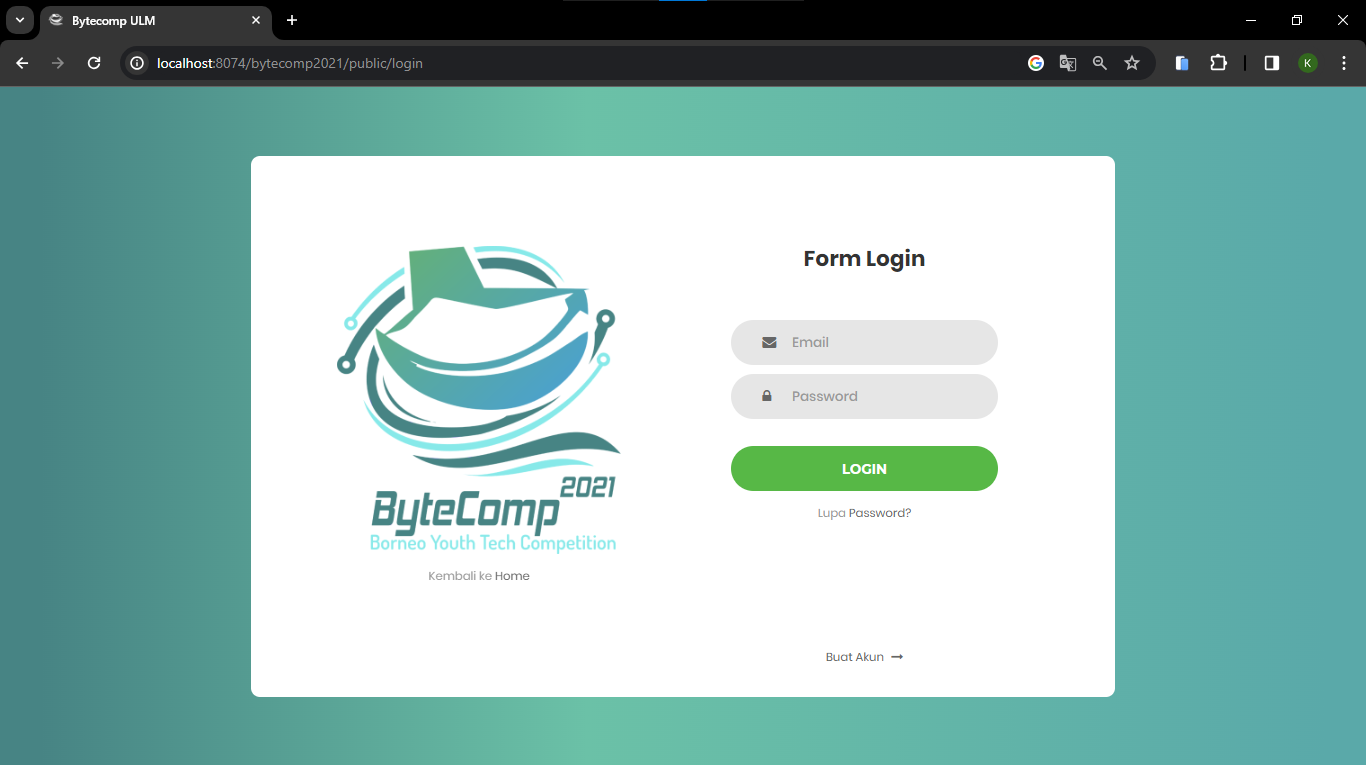 Bytecomp ULM
localhost:8074/bytecomp2021/public/login
K
Form Login
Email
Password
LOGIN
Lupa Password?
ByteComp 2021
Borneo Youth Tech Competition
Kembali ke Home
Buat Akun